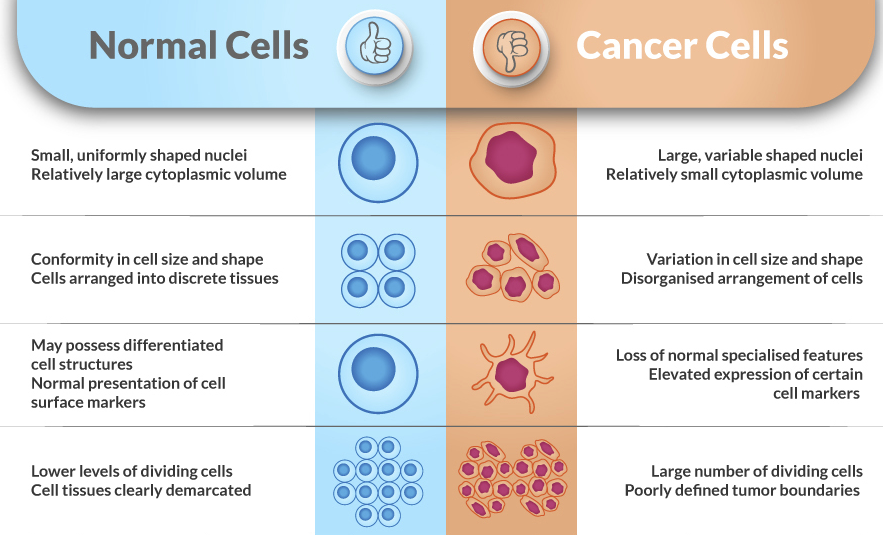 Normal Cells
Cancer Cells
Small, uniformly shaped nuclei
Relatively large cytoplasmic volume
Large, variable shaped nuclei
Relatively small cytoplasmic volume
Conformity in cell size and shape
Cells arranged into discrete tissues
Variation in cell size and shape
Disorganised arrangement of cells
May possess differentiated
cell structures
Normal presentation of cell
surface markers
Loss of normal specialised features
Elevated expression of certain
cell markers
Lower levels of dividing cells
Cell tissues clearly demarcated
Large number of dividing cells
Poorly defined tumor boundaries